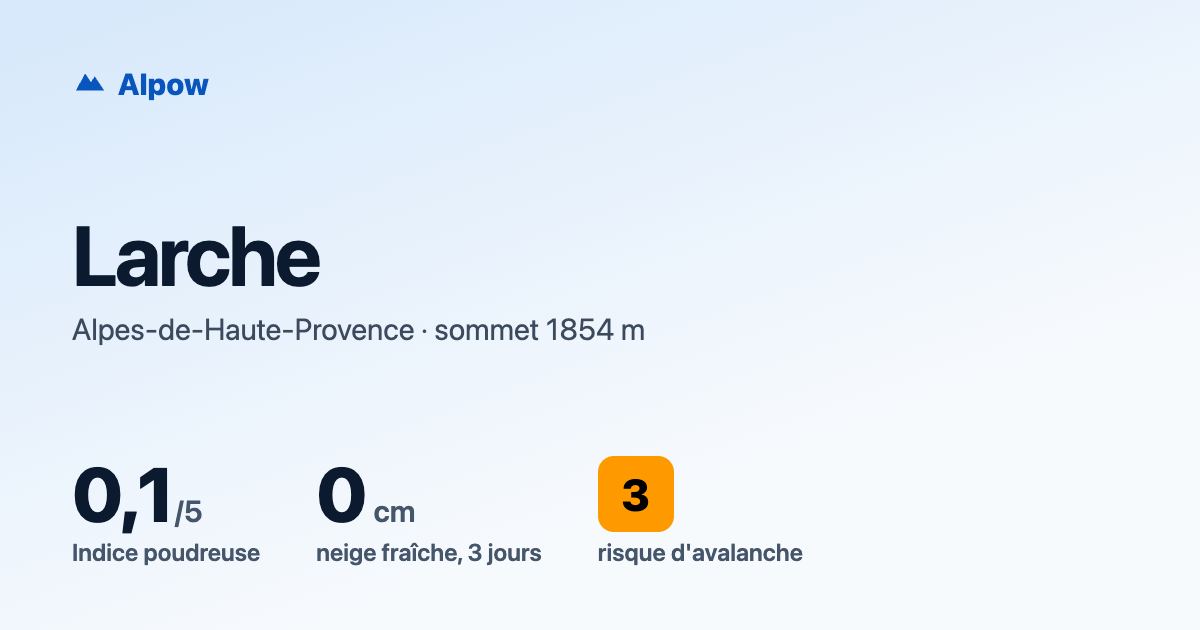 Alpow
Larche
Alpes-de-Haute-Provence · sommet 1854 m
0,1/5
Indice poudreuse
0 cm
neige fraîche, 3 jours
3
risque d'avalanche